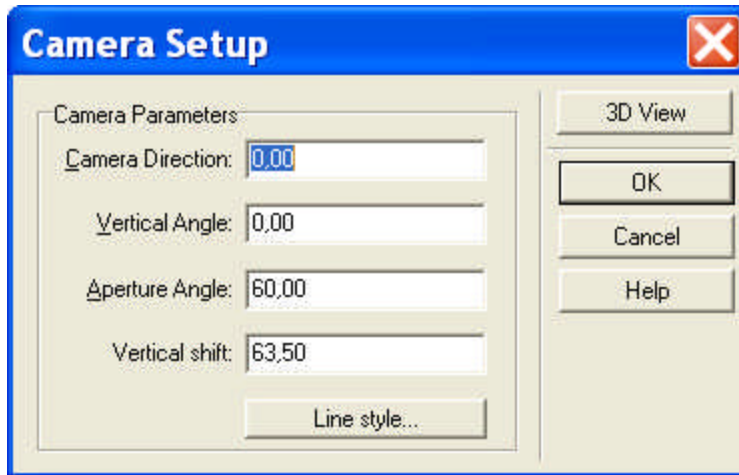 Camera Setup
Camera Parameters
Camera Direction: 0,00
Vertical Angle: 0,00
Aperture Angle: 60,00
Vertical shift: 63,50
Line style...
3D View
OK
Cancel
Help